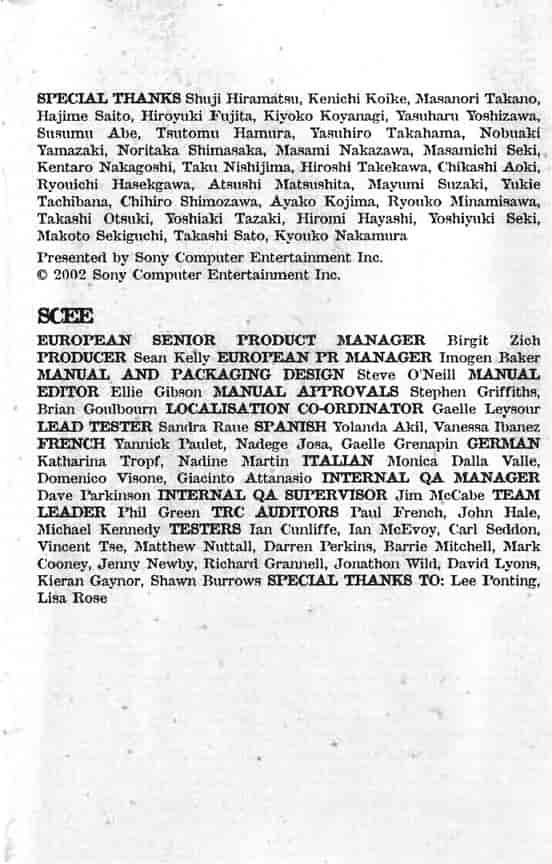 SPECIAL THANKS Shuji Hiramatsu, Kenichi Koike, Masanori Takano,
Hajime Saito, Hiroyuki Fujita, Kiyoko Koyanagi, Yasuharu Yoshizawa,
Susumu Abe, Tsutomu Hamura, Yasuhiro Takahama, Nobuaki
Yamazaki, Noritaka Shimasaka, Masami Nakazawa, Masamichi Seki,
Kentaro Nakagoshi, Taku Nishijima, Hiroshi Takekawa, Chikashi Aoki,
Ryouichi Hasekgawa, Atsushi Matsushita, Mayumi Suzaki, Yukie
Tachibana, Chihiro Shimozawa, Ayako Kojima, Ryouko Minamisawa,
Takashi Otsuki, Yoshiaki Tazaki, Hiromi Hayashi, Yoshiyuki Seki,
Makoto Sekiguchi, Takashi Sato, Kyouko Nakamura
Presented by Sony Computer Entertainment Inc.
© 2002 Sony Computer Entertainment Inc.
SCEE
EUROPEAN SENIOR PRODUCT MANAGER Birgit Zich
PRODUCER Sean Kelly EUROPEAN PR MANAGER Imogen Baker
MANUAL AND PACKAGING DESIGN Steve O'Neill MANUAL
EDITOR Ellie Gibson MANUAL APPROVALS Stephen Griffiths,
Brian Goulbourn LOCALISATION CO-ORDINATOR Gaelle Leysour
LEAD TESTER Sandra Raue SPANISH Yolanda Akil, Vanessa Ibanez
FRENCH Yannick Paulet, Nadege Josa, Gaelle Grenapin GERMAN
Katharina Tropf, Nadine Martin ITALIAN Monica Dalla Valle,
Domenico Visone, Giacinto Attanasio INTERNAL QA MANAGER
Dave Parkinson INTERNAL QA SUPERVISOR Jim McCabe TEAM
LEADER Phil Green TRC AUDITORS Paul French, John Hale,
Michael Kennedy TESTERS Ian Cunliffe, Ian McEvoy, Carl Seddon,
Vincent Tse, Matthew Nuttall, Darren Perkins, Barrie Mitchell, Mark
Cooney, Jenny Newby, Richard Grannell, Jonathon Wild, David Lyons,
Kieran Gaynor, Shawn Burrows SPECIAL THANKS TO: Lee Ponting,
Lisa Rose